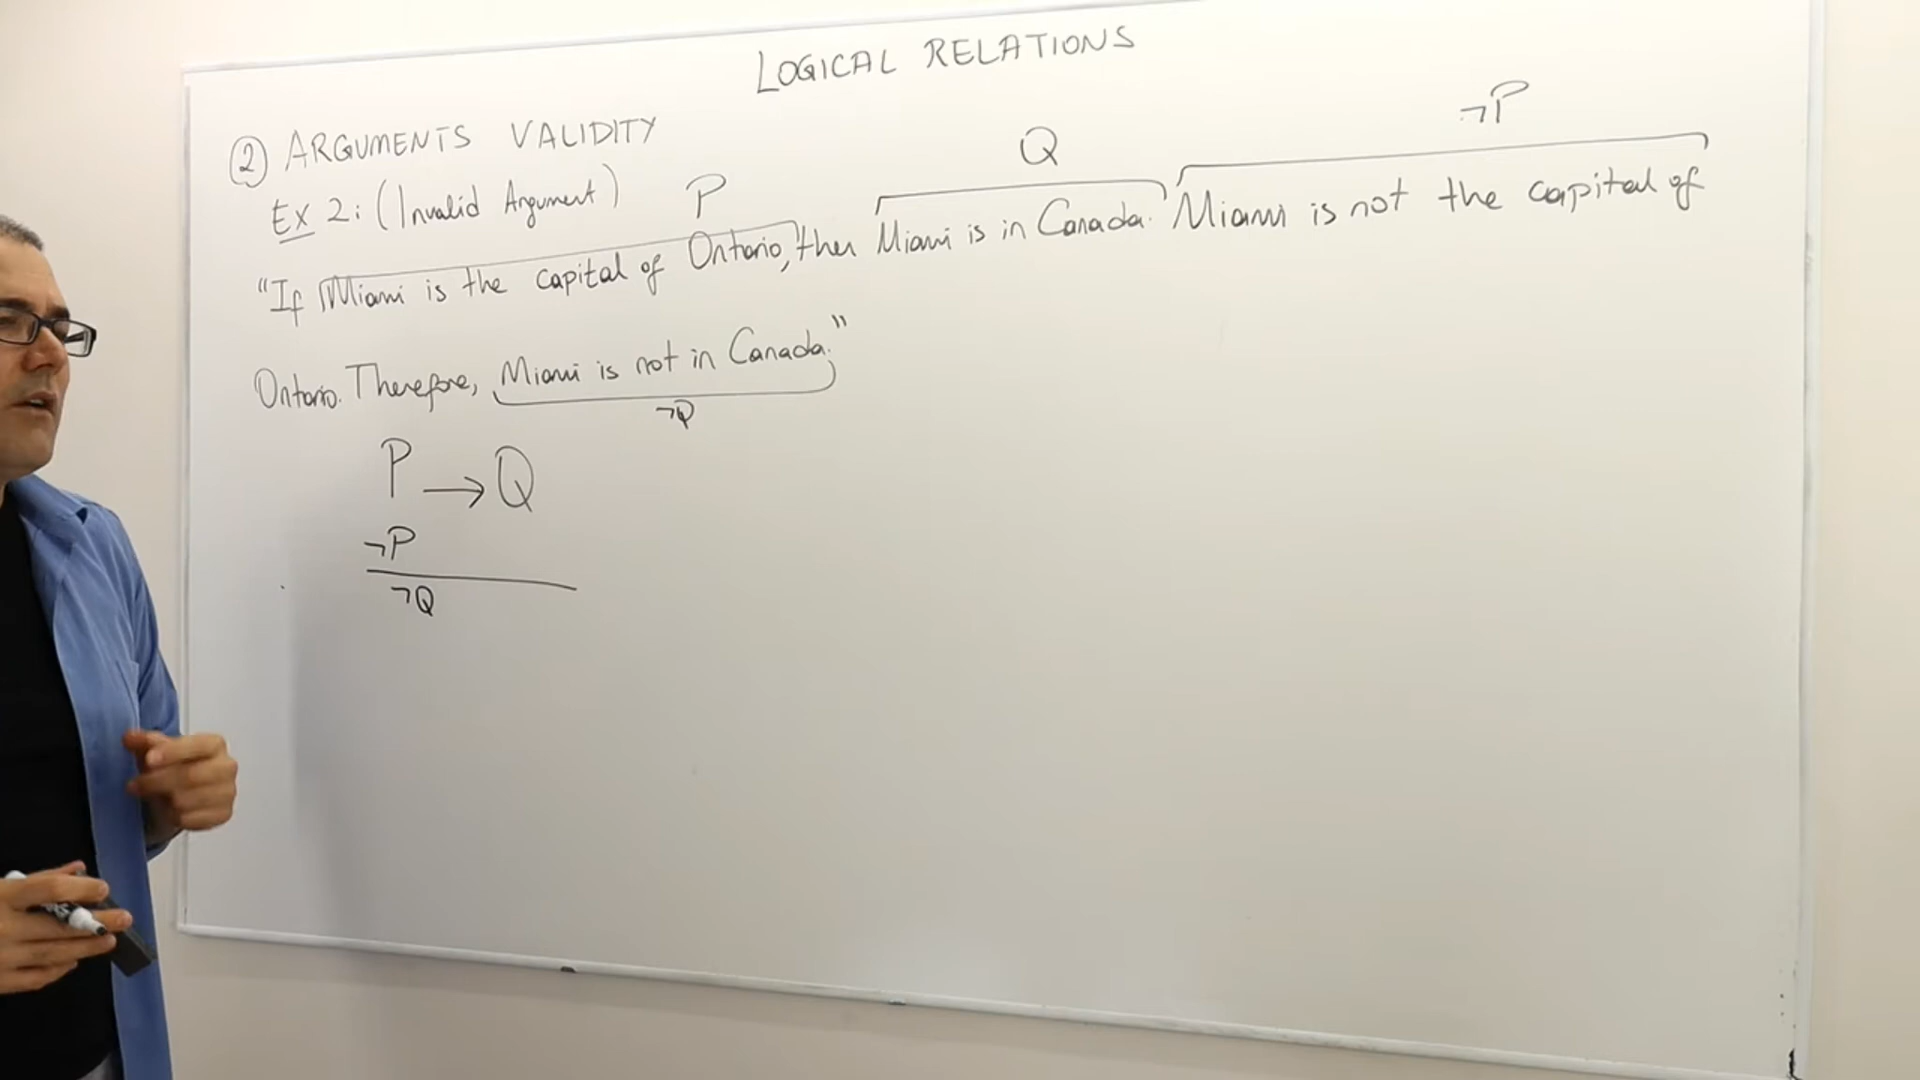 LOGICAL RELATIONS
② ARGUMENTS VALIDITY
Ex 2: (Invalid Argument)
P
Q
¬P
"If Miami is the capital of Ontario, then Miami is in Canada. Miami is not the capital of
Ontario. Therefore, Miami is not in Canada."
¬Q
P → Q
¬P
¬Q